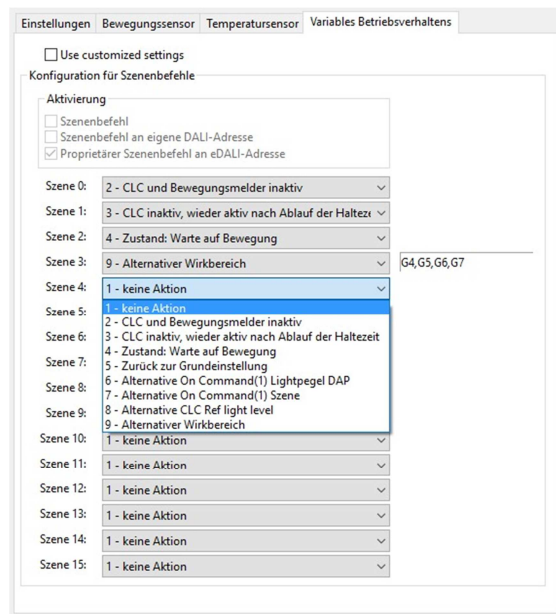 Einstellungen Bewegungssensor Temperatursensor Variables Betriebsverhaltens
Use customized settings
Konfiguration für Szenenbefehle
Aktivierung
Szenenbefehl
Szenenbefehl an eigene DALI-Adresse
Proprietärer Szenenbefehl an eDALI-Adresse
Szene 0: 2 - CLC und Bewegungsmelder inaktiv
Szene 1: 3 - CLC inaktiv, wieder aktiv nach Ablauf der Halteze
Szene 2: 4 - Zustand: Warte auf Bewegung
Szene 3: 9 - Alternativer Wirkbereich G4,G5,G6,G7
Szene 4: 1 - keine Aktion
Szene 5: 1 - keine Aktion
2 - CLC und Bewegungsmelder inaktiv
Szene 6: 3 - CLC inaktiv, wieder aktiv nach Ablauf der Haltezeit
4 - Zustand: Warte auf Bewegung
Szene 7: 5 - Zurück zur Grundeinstellung
6 - Alternative On Command(1) Lightpegel DAP
Szene 8: 7 - Alternative On Command(1) Szene
8 - Alternative CLC Ref light level
Szene 9: 9 - Alternativer Wirkbereich
Szene 10: 1 - keine Aktion
Szene 11: 1 - keine Aktion
Szene 12: 1 - keine Aktion
Szene 13: 1 - keine Aktion
Szene 14: 1 - keine Aktion
Szene 15: 1 - keine Aktion